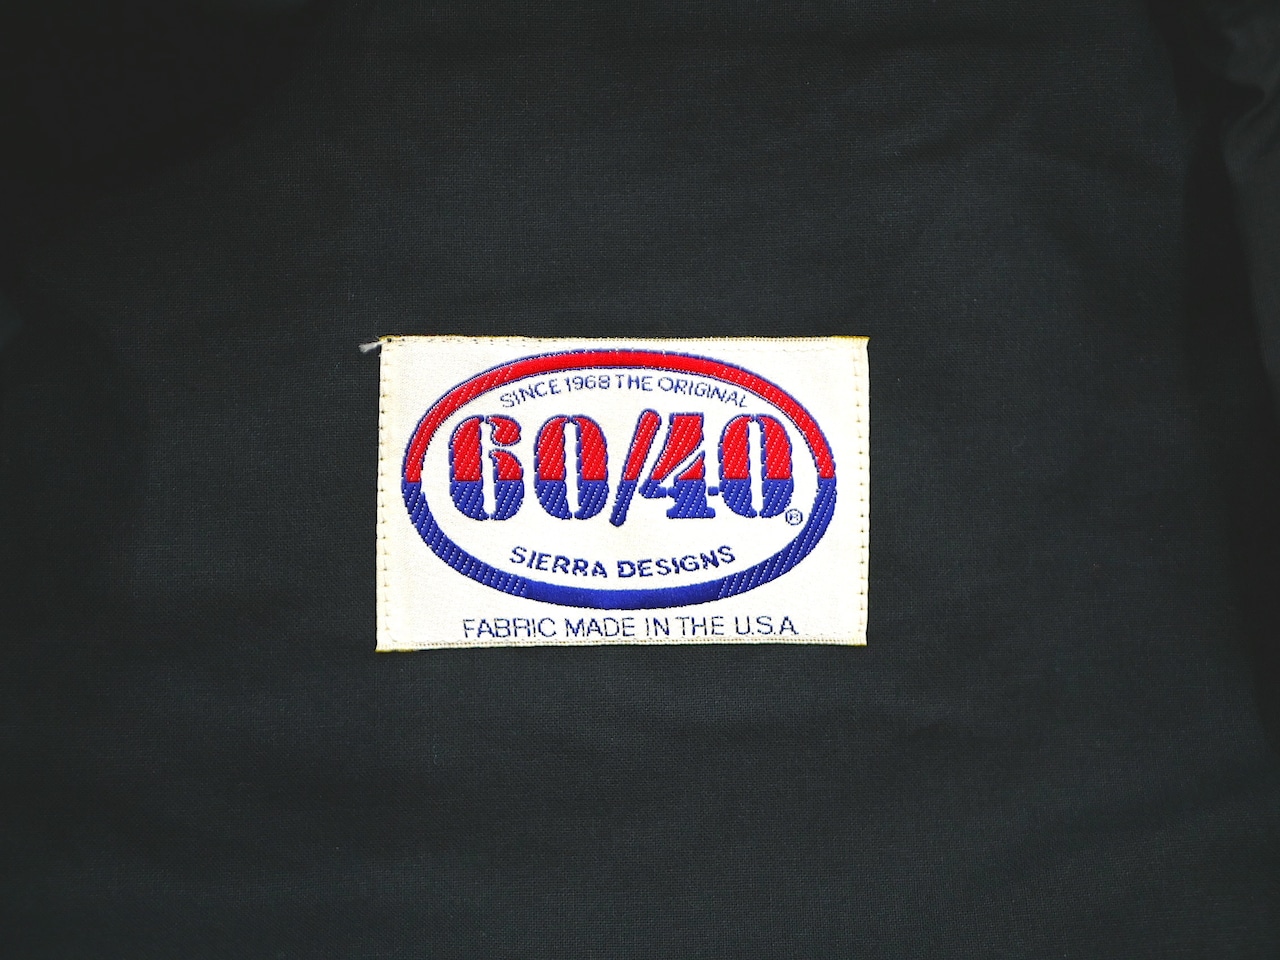 SINCE 1968 THE ORIGINAL
60/40®
SIERRA DESIGNS
FABRIC MADE IN THE U.S.A.